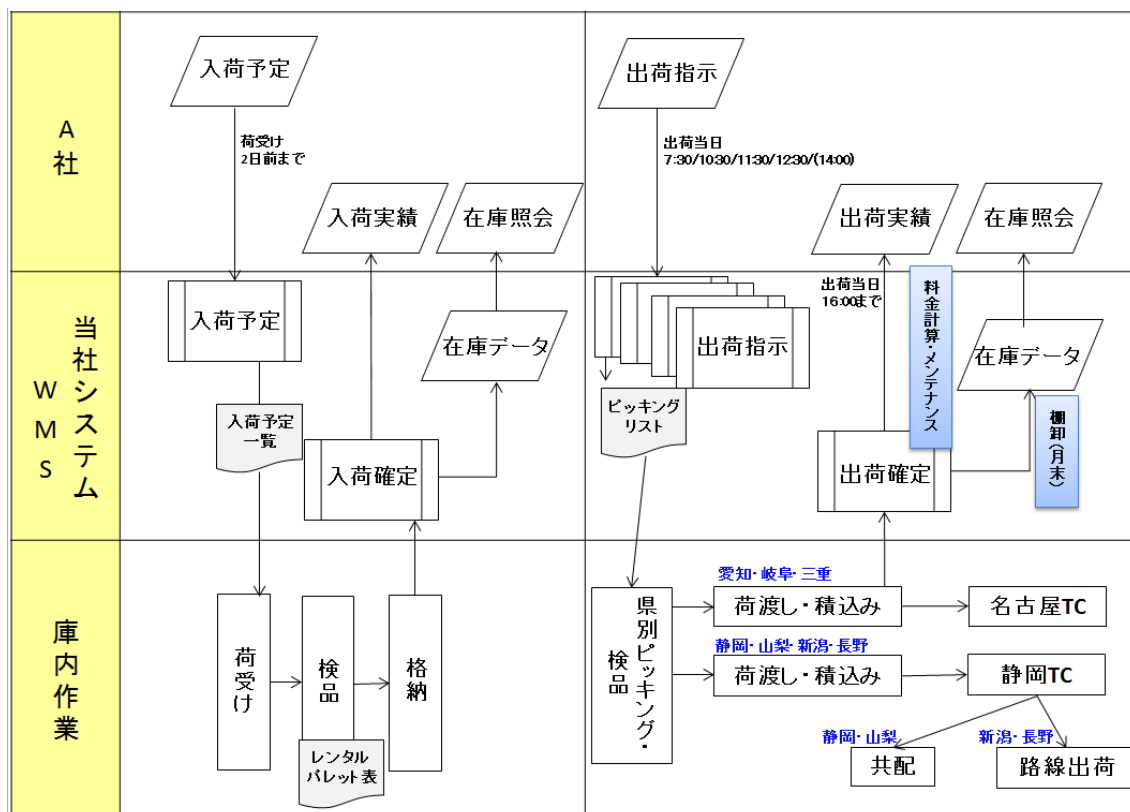 A
社
入荷予定
荷受け
2日前まで
入荷実績
在庫照会
出荷指示
出荷当日
7:30/10:30/11:30/12:30/(14:00)
出荷実績
在庫照会
当社システム
WMS
入荷予定
入荷予定
一覧
入荷確定
在庫データ
出荷指示
ピッキング
リスト
出荷当日
16:00まで
料金計算・メンテナンス
出荷確定
在庫データ
棚卸(月末)
庫内作業
荷受け
検品
レンタル
パレット表
格納
県別ピッキング・
検品
愛知・岐阜・三重
荷渡し・積込み
名古屋TC
静岡・山梨・新潟・長野
荷渡し・積込み
静岡TC
静岡・山梨
共配
新潟・長野
路線出荷